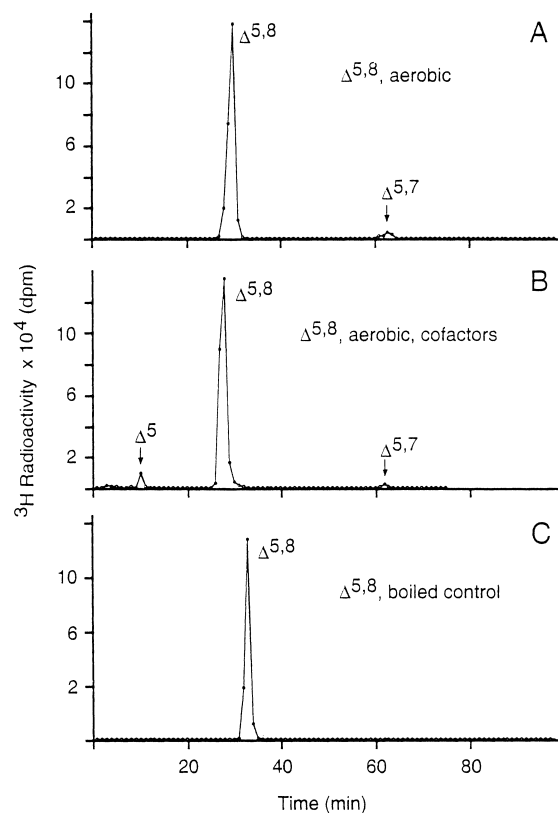 A
Δ5,8
Δ5,8, aerobic
Δ5,7
10
6
2
B
Δ5,8
Δ5,8, aerobic, cofactors
Δ5
Δ5,7
10
6
2
C
Δ5,8
Δ5,8, boiled control
10
6
2
20
40
60
80
3H Radioactivity x 10^4 (dpm)
Time (min)